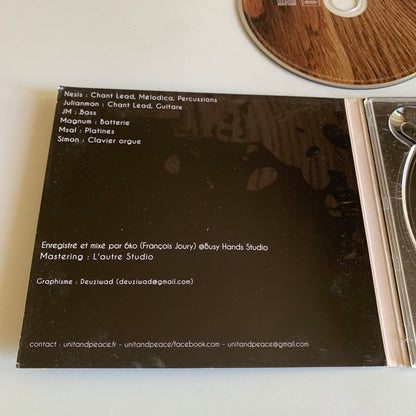 Nesis : Chant Lead, Mélodica, Percussions
Julianman : Chant Lead, Guitare
JM : Bass
Magnum : Batterie
Msal : Platines
Simon : Clavier orgue
Enregistré et mixé par 6ko (François Joury) @Busy Hands Studio
Mastering : L'autre Studio
Graphisme : Deuziwad (deuziwad@gmail.com)
contact : unitandpeace.fr - unitandpeace/facebook.com - unitandpeace@gmail.com